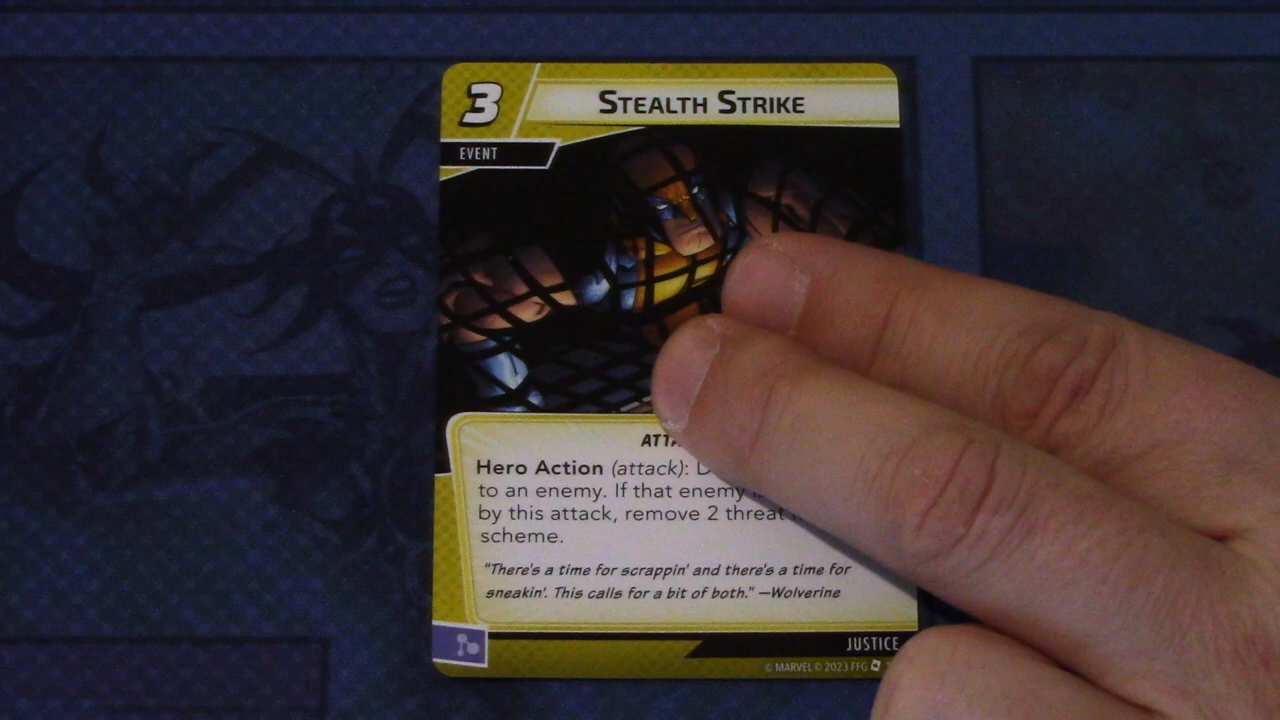 3
STEALTH STRIKE
EVENT
ATTA
Hero Action (attack): D
to an enemy. If that enemy
by this attack, remove 2 threat
scheme.
"There's a time for scrappin' and there's a time for
sneakin'. This calls for a bit of both." —Wolverine
JUSTICE
© MARVEL © 2023 FFG